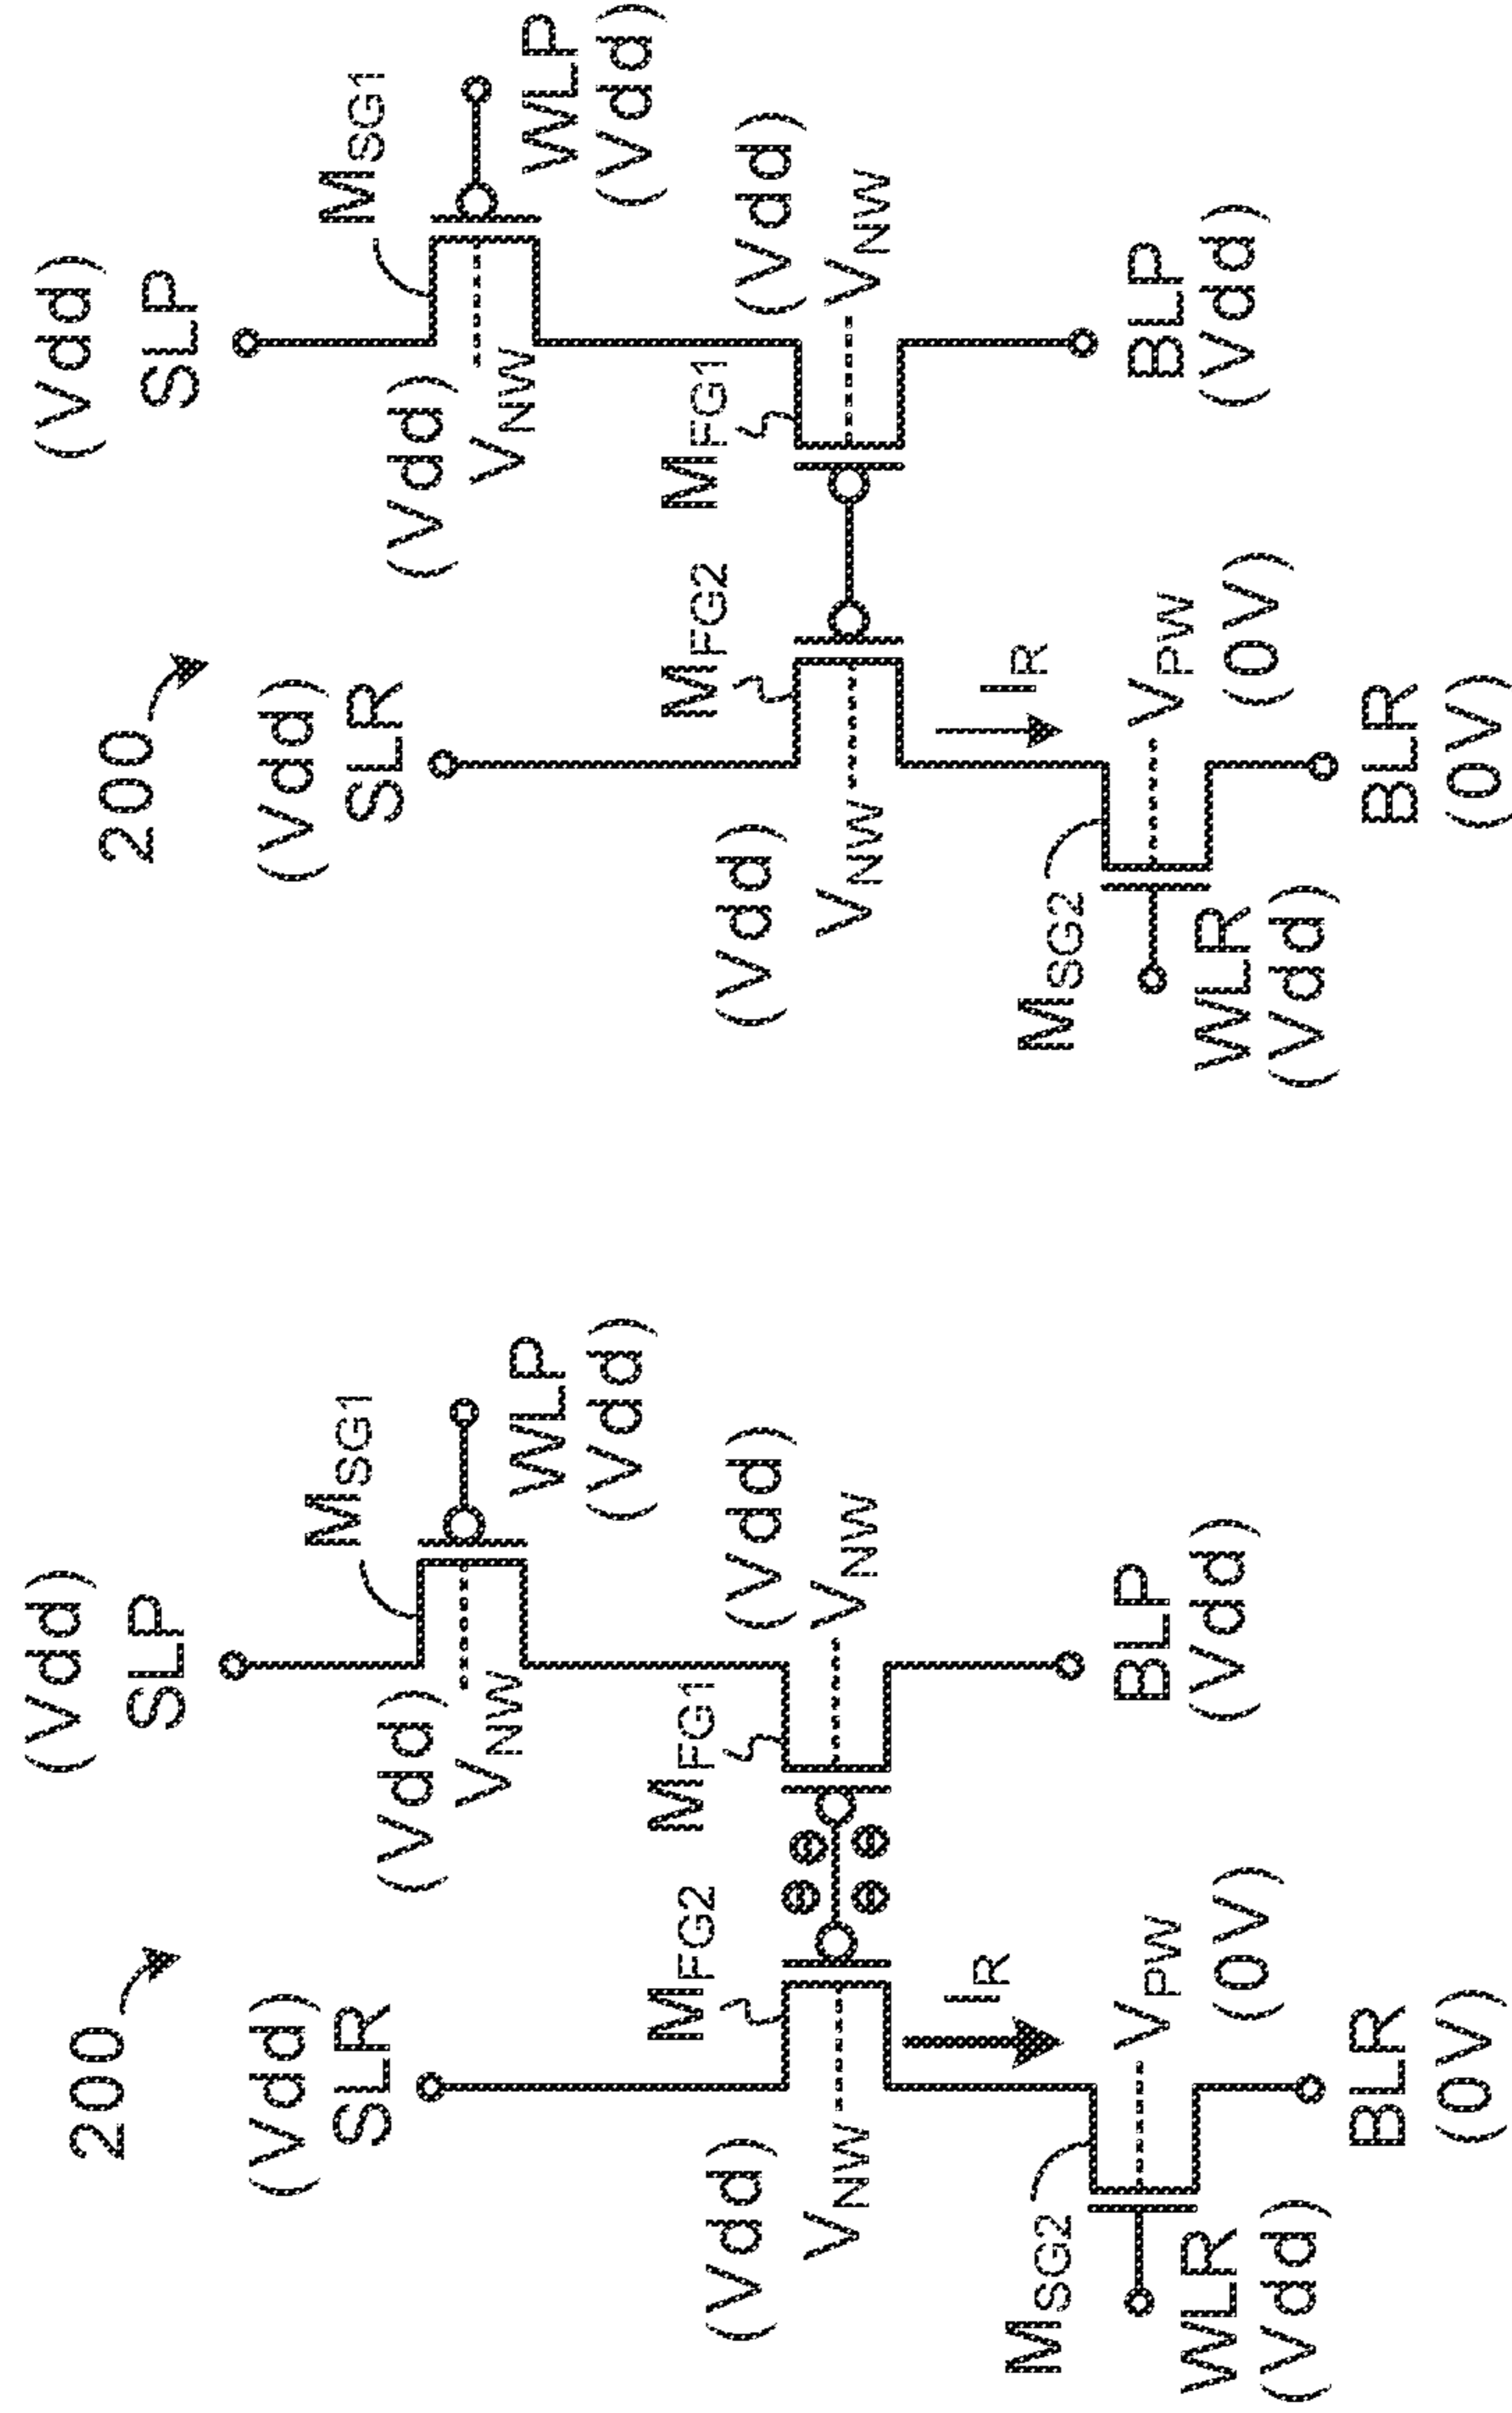 200
(Vdd)
SLP
(Vdd)
SLR
MSG1
WLP
(Vdd)
(Vdd)
VNW
MFG2
MFG1
(Vdd)
VNW
(Vdd)
VNW
IR
MSG2
VPW
(0V)
WLR
(Vdd)
BLR
(0V)
BLP
(Vdd)
200
(Vdd)
SLP
(Vdd)
SLR
MSG1
WLP
(Vdd)
(Vdd)
VNW
MFG2
MFG1
(Vdd)
VNW
(Vdd)
VNW
IR
MSG2
VPW
(0V)
WLR
(Vdd)
BLR
(0V)
BLP
(Vdd)